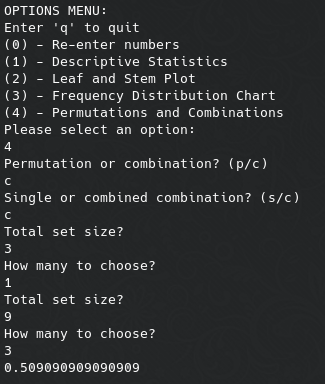 OPTIONS MENU:
Enter 'q' to quit
(0) - Re-enter numbers
(1) - Descriptive Statistics
(2) - Leaf and Stem Plot
(3) - Frequency Distribution Chart
(4) - Permutations and Combinations
Please select an option:
4
Permutation or combination? (p/c)
c
Single or combined combination? (s/c)
c
Total set size?
3
How many to choose?
1
Total set size?
9
How many to choose?
3
0.509090909090909